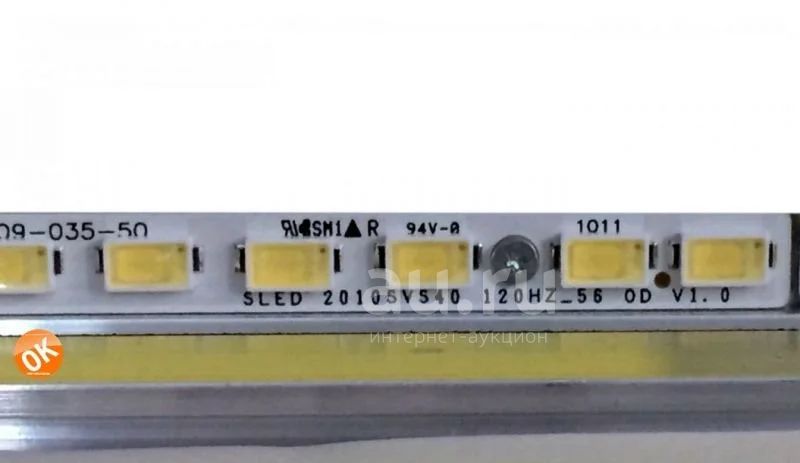 09-035-50 SM1 R 94V-0 1011
SLED 2010SVS40 120HZ_56 OD V1.0
au.ru
интернет-аукцион
OK